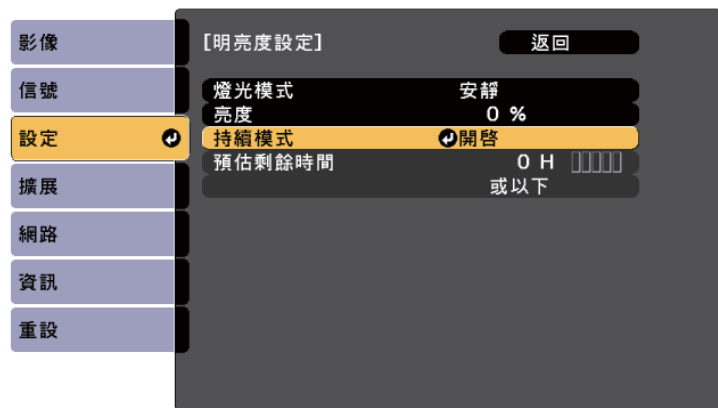 影像
信號
設定
擴展
網路
資訊
重設
[明亮度設定] 返回
燈光模式 安靜
亮度 0 %
持續模式 開啓
預估剩餘時間 0 H
或以下